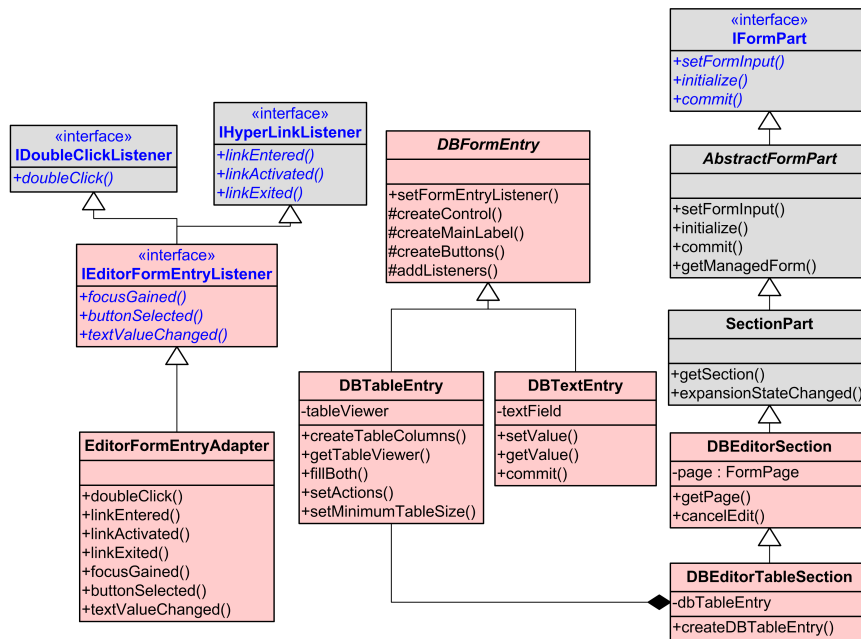 «interface»
IFormPart
+setFormInput()
+initialize()
+commit()
«interface»
IHyperLinkListener
+linkEntered()
+linkActivated()
+linkExited()
«interface»
IDoubleClickListener
+doubleClick()
DBFormEntry
+setFormEntryListener()
#createControl()
#createMainLabel()
#createButtons()
#addListeners()
AbstractFormPart
+setFormInput()
+initialize()
+commit()
+getManagedForm()
«interface»
IEditorFormEntryListener
+focusGained()
+buttonSelected()
+textValueChanged()
SectionPart
+getSection()
+expansionStateChanged()
DBTableEntry
-tableViewer
+createTableColumns()
+getTableViewer()
+fillBoth()
+setActions()
+setMinimumTableSize()
DBTextEntry
-textField
+setValue()
+getValue()
+commit()
EditorFormEntryAdapter
+doubleClick()
+linkEntered()
+linkActivated()
+linkExited()
+focusGained()
+buttonSelected()
+textValueChanged()
DBEditorSection
-page : FormPage
+getPage()
+cancelEdit()
DBEditorTableSection
-dbTableEntry
+createDBTableEntry()